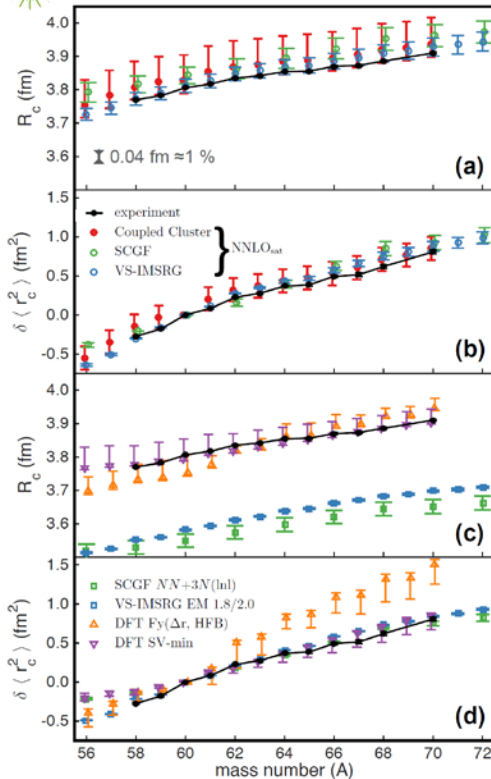 4.0
3.9
3.8
3.7
3.6
R_c (fm)
0.04 fm ≈1 %
(a)
1.5
1.0
0.5
0.0
-0.5
δ ⟨ r_c^2 ⟩ (fm²)
experiment
Coupled Cluster
SCGF
VS-IMSRG
NNLO_sat
(b)
4.0
3.9
3.8
3.7
3.6
R_c (fm)
(c)
1.5
1.0
0.5
0.0
-0.5
δ ⟨ r_c^2 ⟩ (fm²)
SCGF NN+3N(lnl)
VS-IMSRG EM 1.8/2.0
DFT Fy(Δr, HFB)
DFT SV-min
(d)
56 58 60 62 64 66 68 70 72
mass number (A)